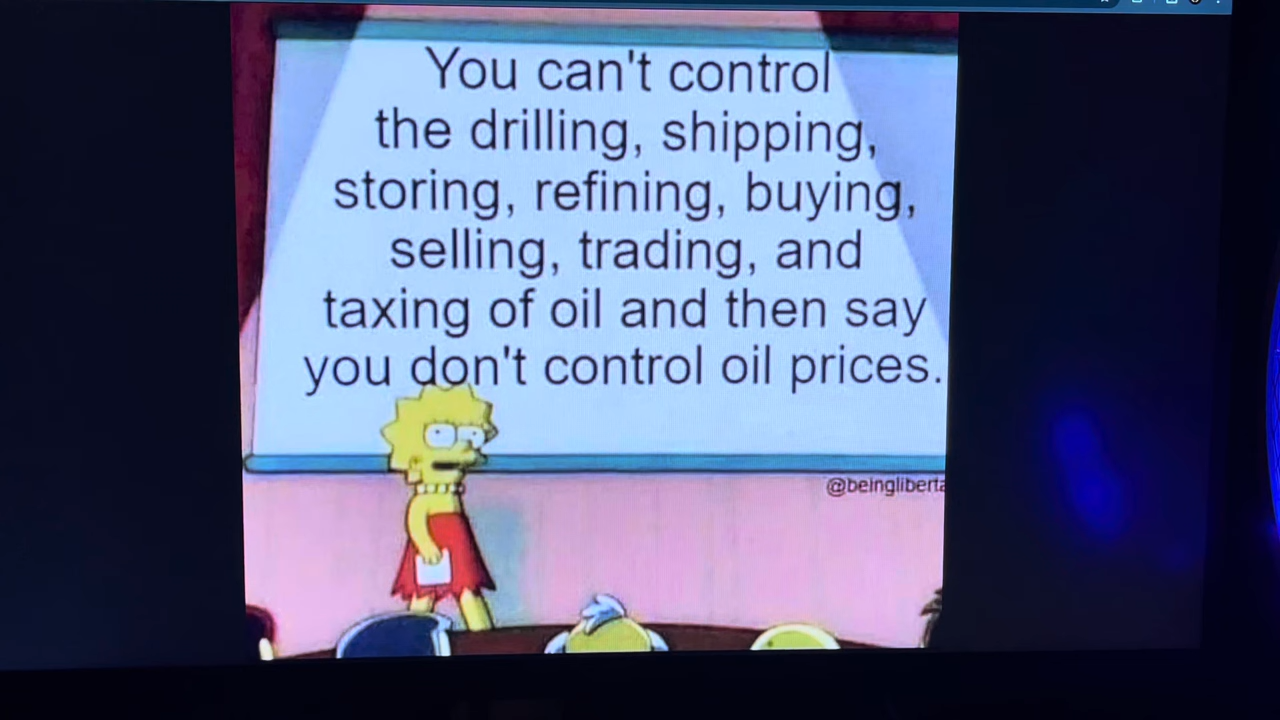 You can't control
the drilling, shipping,
storing, refining, buying,
selling, trading, and
taxing of oil and then say
you don't control oil prices.
@beingliberta